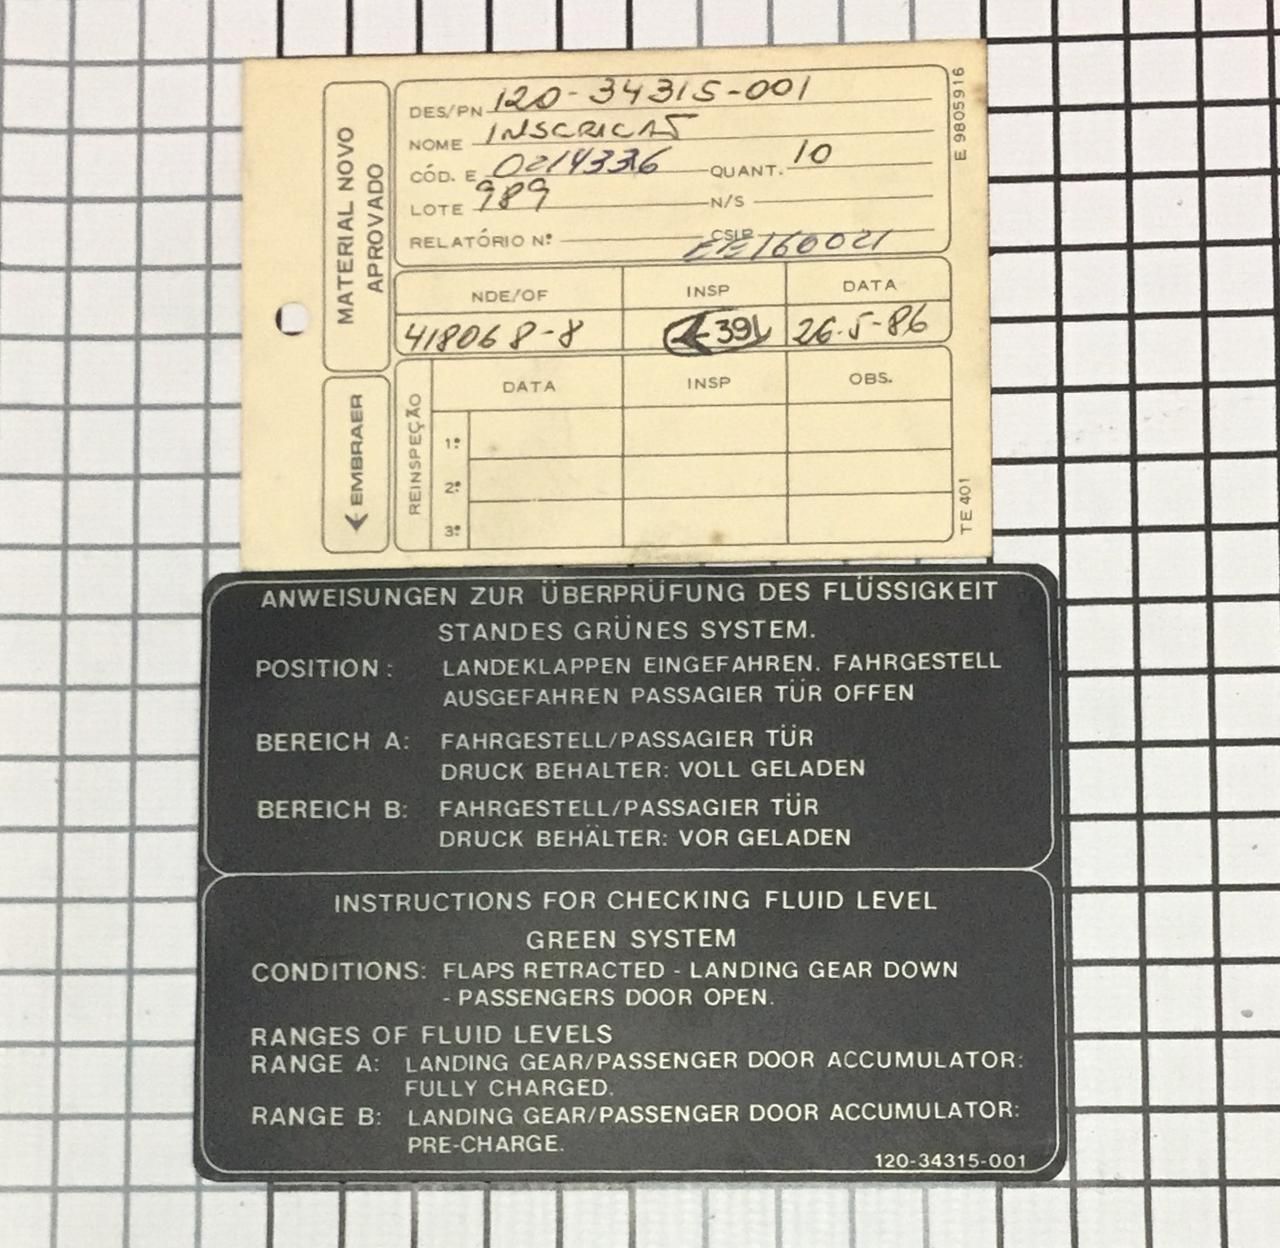 MATERIAL NOVO
APROVADO
EMBRAER
DES/PN 120-34315-001
NOME INSCRICAS
CÓD. E 0214336 QUANT. 10
LOTE 989 N/S
RELATÓRIO Nº CSIP EE160021
NDE/OF INSP DATA
418068-8 391 26-5-86
REINSPEÇÃO
DATA INSP OBS.
1º
2º
3º
E 9805916
TE 401
ANWEISUNGEN ZUR ÜBERPRÜFUNG DES FLÜSSIGKEIT
STANDES GRÜNES SYSTEM.
POSITION: LANDEKLAPPEN EINGEFAHREN. FAHRGESTELL
AUSGEFAHREN PASSAGIER TÜR OFFEN
BEREICH A: FAHRGESTELL/PASSAGIER TÜR
DRUCK BEHALTER: VOLL GELADEN
BEREICH B: FAHRGESTELL/PASSAGIER TÜR
DRUCK BEHÄLTER: VOR GELADEN
INSTRUCTIONS FOR CHECKING FLUID LEVEL
GREEN SYSTEM
CONDITIONS: FLAPS RETRACTED - LANDING GEAR DOWN
- PASSENGERS DOOR OPEN.
RANGES OF FLUID LEVELS
RANGE A: LANDING GEAR/PASSENGER DOOR ACCUMULATOR:
FULLY CHARGED.
RANGE B: LANDING GEAR/PASSENGER DOOR ACCUMULATOR:
PRE-CHARGE.
120-34315-001